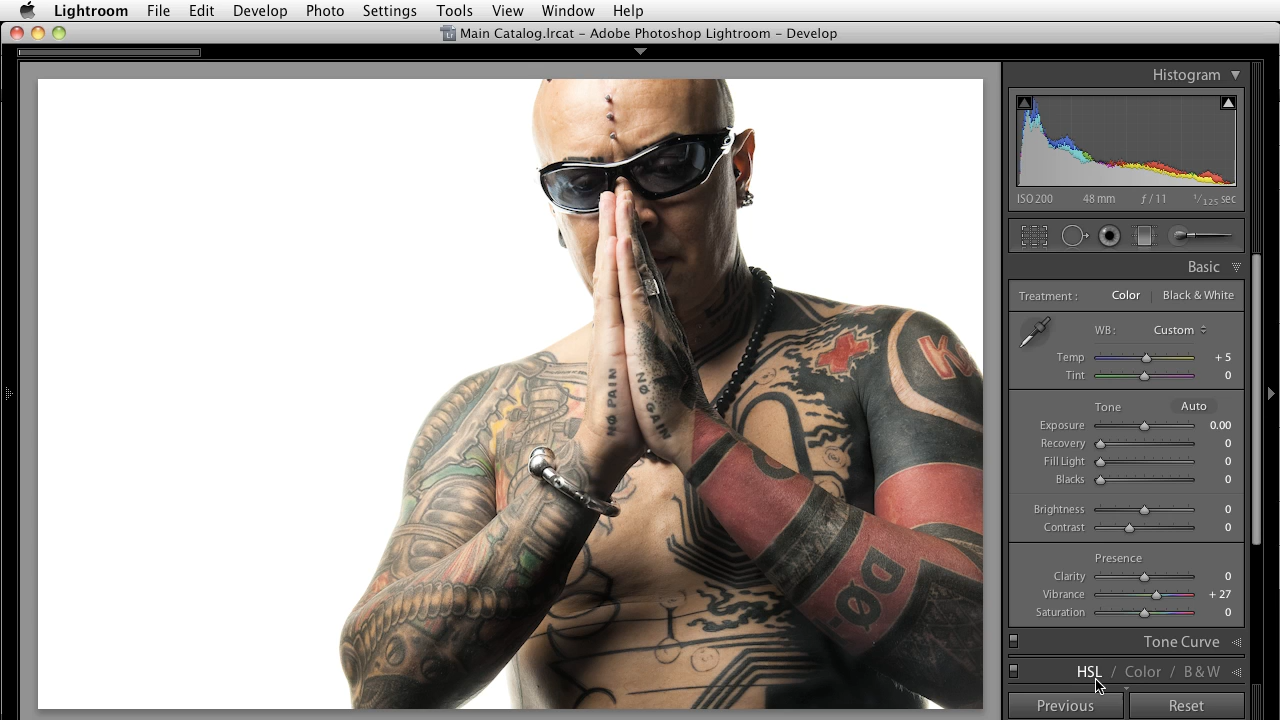 Lightroom File Edit Develop Photo Settings Tools View Window Help
Main Catalog.lrcat – Adobe Photoshop Lightroom – Develop
Histogram
ISO 200 48 mm ƒ / 11 1/125 sec
Basic
Treatment : Color | Black & White
WB : Custom
Temp + 5
Tint 0
Tone Auto
Exposure 0.00
Recovery 0
Fill Light 0
Blacks 0
Brightness 0
Contrast 0
Presence
Clarity 0
Vibrance + 27
Saturation 0
Tone Curve
HSL / Color / B & W
Previous Reset
NØ PAIN
ØN GAIN